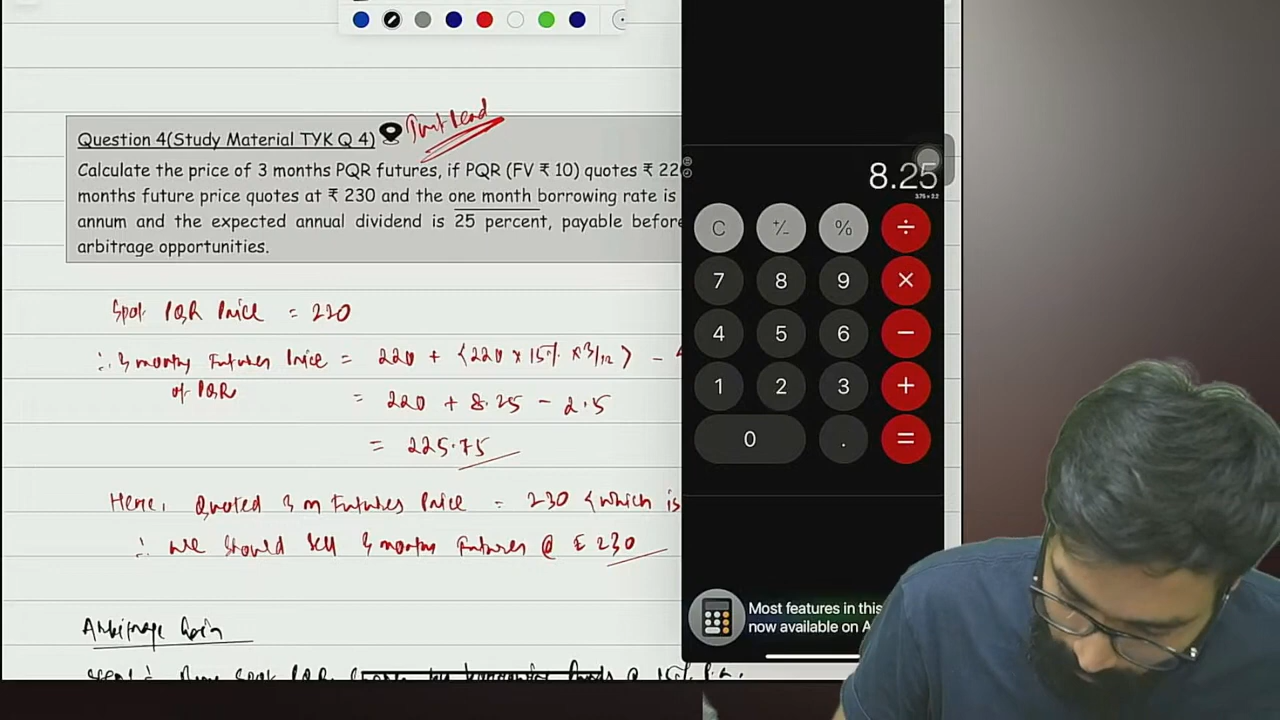 Question 4(Study Material TYK Q 4)
Calculate the price of 3 months PQR futures, if PQR (FV ₹ 10) quotes ₹ 22
months future price quotes at ₹ 230 and the one month borrowing rate is
annum and the expected annual dividend is 25 percent, payable before
arbitrage opportunities.
Spot PQR Price = 220
∴ 3 months Futures Price = 220 + (220 × 15% × 3/12) -
of PQR
= 220 + 8.25 - 2.5
= 225.75
Here, Quoted 3 m Futures Price = 230 (which is
∴ we should sell 3 months Futures @ ₹ 230
Arbitrage Gain
8.25
C +/- % ÷
7 8 9 ×
4 5 6 −
1 2 3 +
0 . =
Most features in this
now available on A